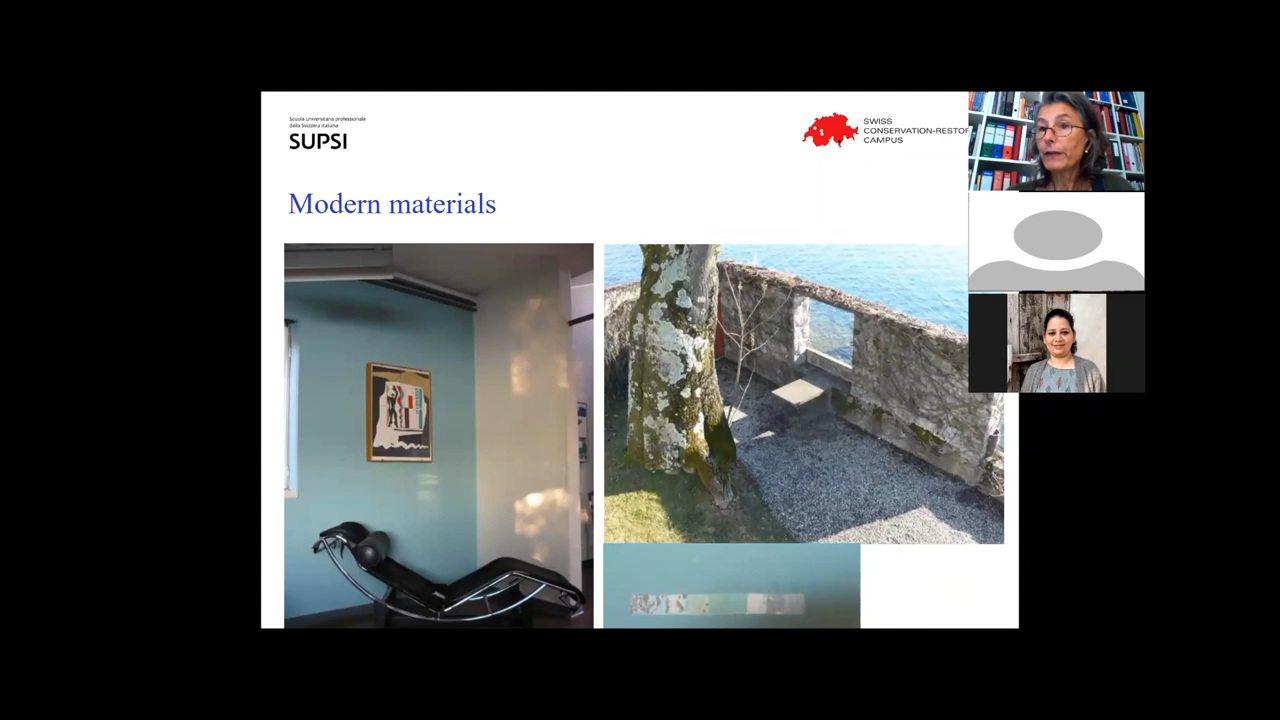 Scuola universitaria professionale
della Svizzera italiana
SUPSI
SWISS
CONSERVATION-RESTOR
CAMPUS
Modern materials